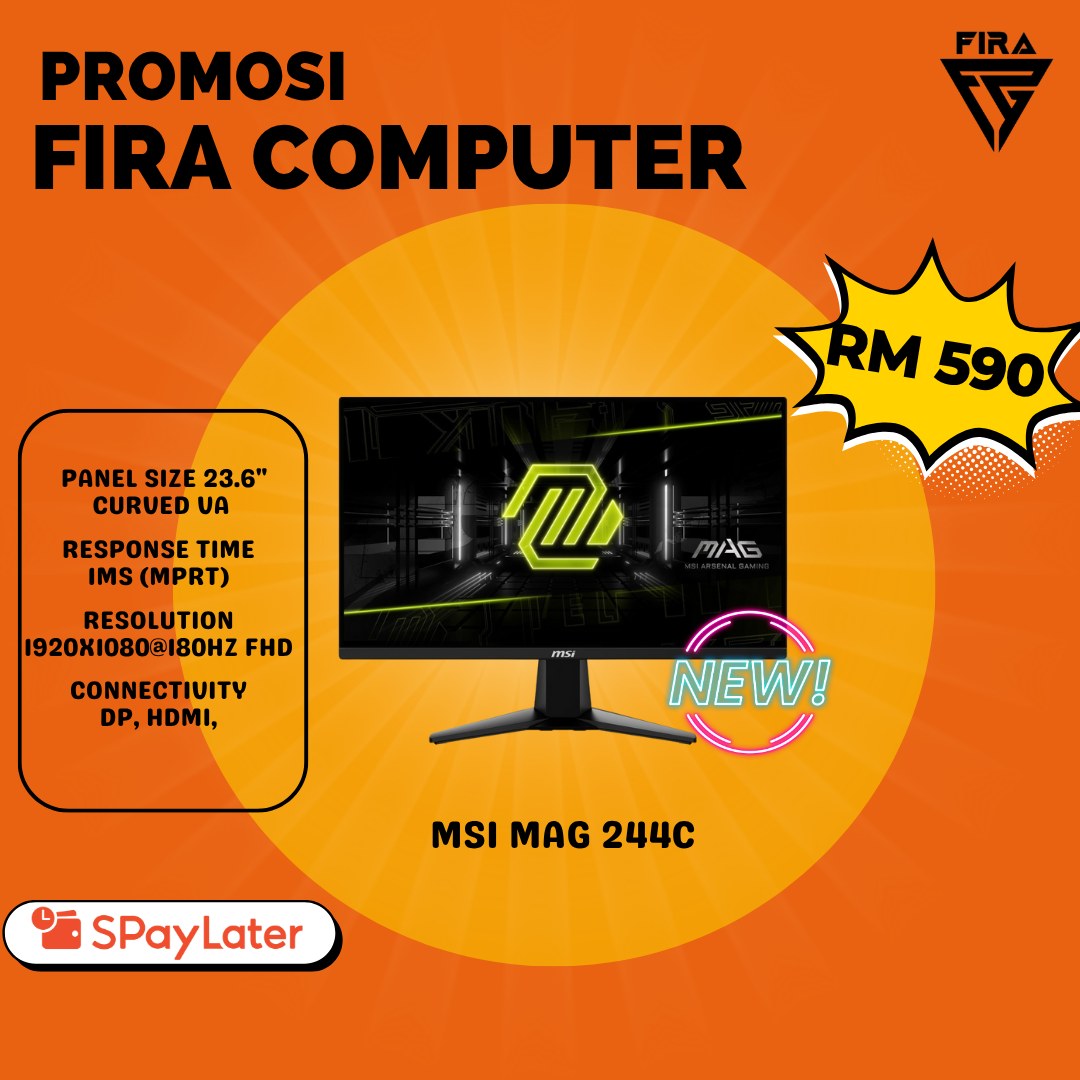 PROMOSI
FIRA COMPUTER
FIRA
RM 590
PANEL SIZE 23.6"
CURVED VA
RESPONSE TIME
1MS (MPRT)
RESOLUTION
1920X1080@180HZ FHD
CONNECTIVITY
DP, HDMI,
MAG
MSI ARSENAL GAMING
msi
NEW!
MSI MAG 244C
SPayLater